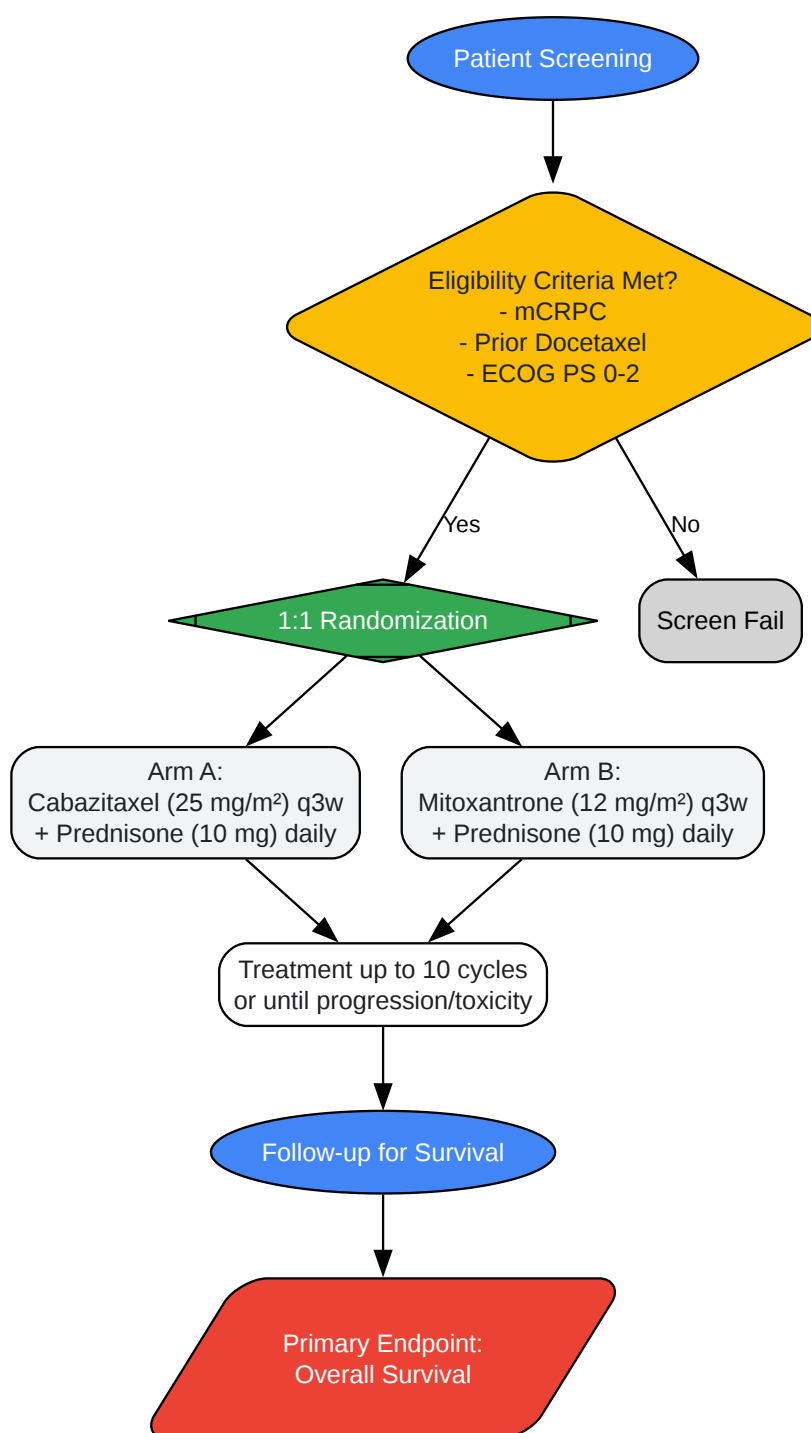 Patient Screening
Eligibility Criteria Met?
- mCRPC
- Prior Docetaxel
- ECOG PS 0-2
Yes
No
1:1 Randomization
Screen Fail
Arm A:
Cabazitaxel (25 mg/m²) q3w
+ Prednisone (10 mg) daily
Arm B:
Mitoxantrone (12 mg/m²) q3w
+ Prednisone (10 mg) daily
Treatment up to 10 cycles
or until progression/toxicity
Follow-up for Survival
Primary Endpoint:
Overall Survival